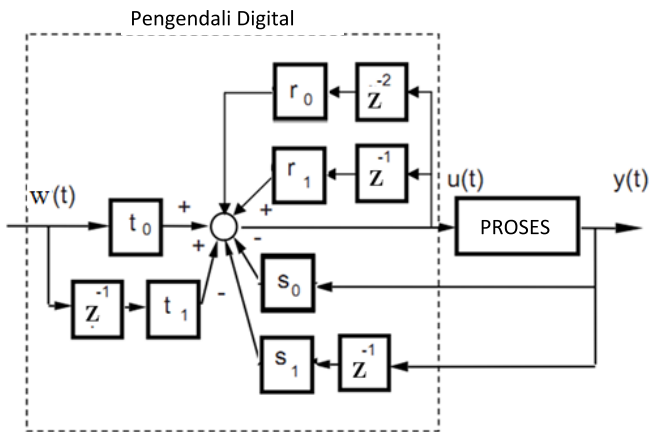 Pengendali Digital
r 0
z -2
r 1
z -1
w(t)
u(t)
y(t)
t 0
+
+
+
-
PROSES
z -1
t 1
-
s 0
s 1
z -1